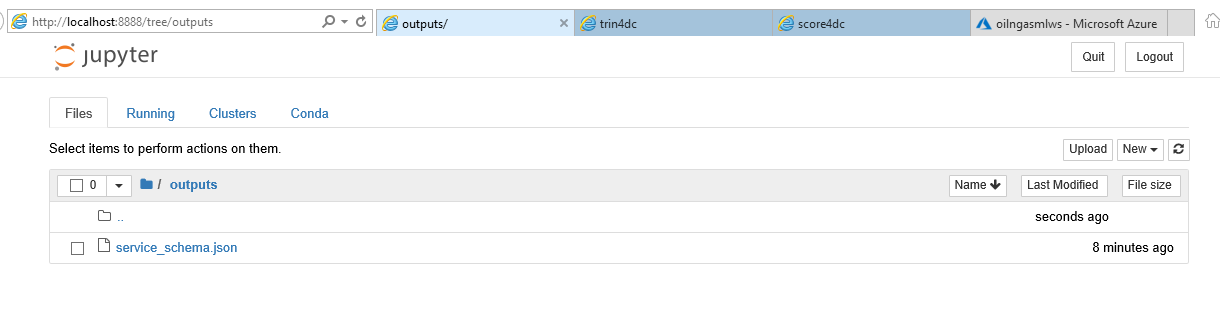 http://localhost:8888/tree/outputs outputs/ trin4dc score4dc oilngasmlws - Microsoft Azure
jupyter Quit Logout
Files Running Clusters Conda
Select items to perform actions on them. Upload New
0 / outputs Name Last Modified File size
.. seconds ago
service_schema.json 8 minutes ago